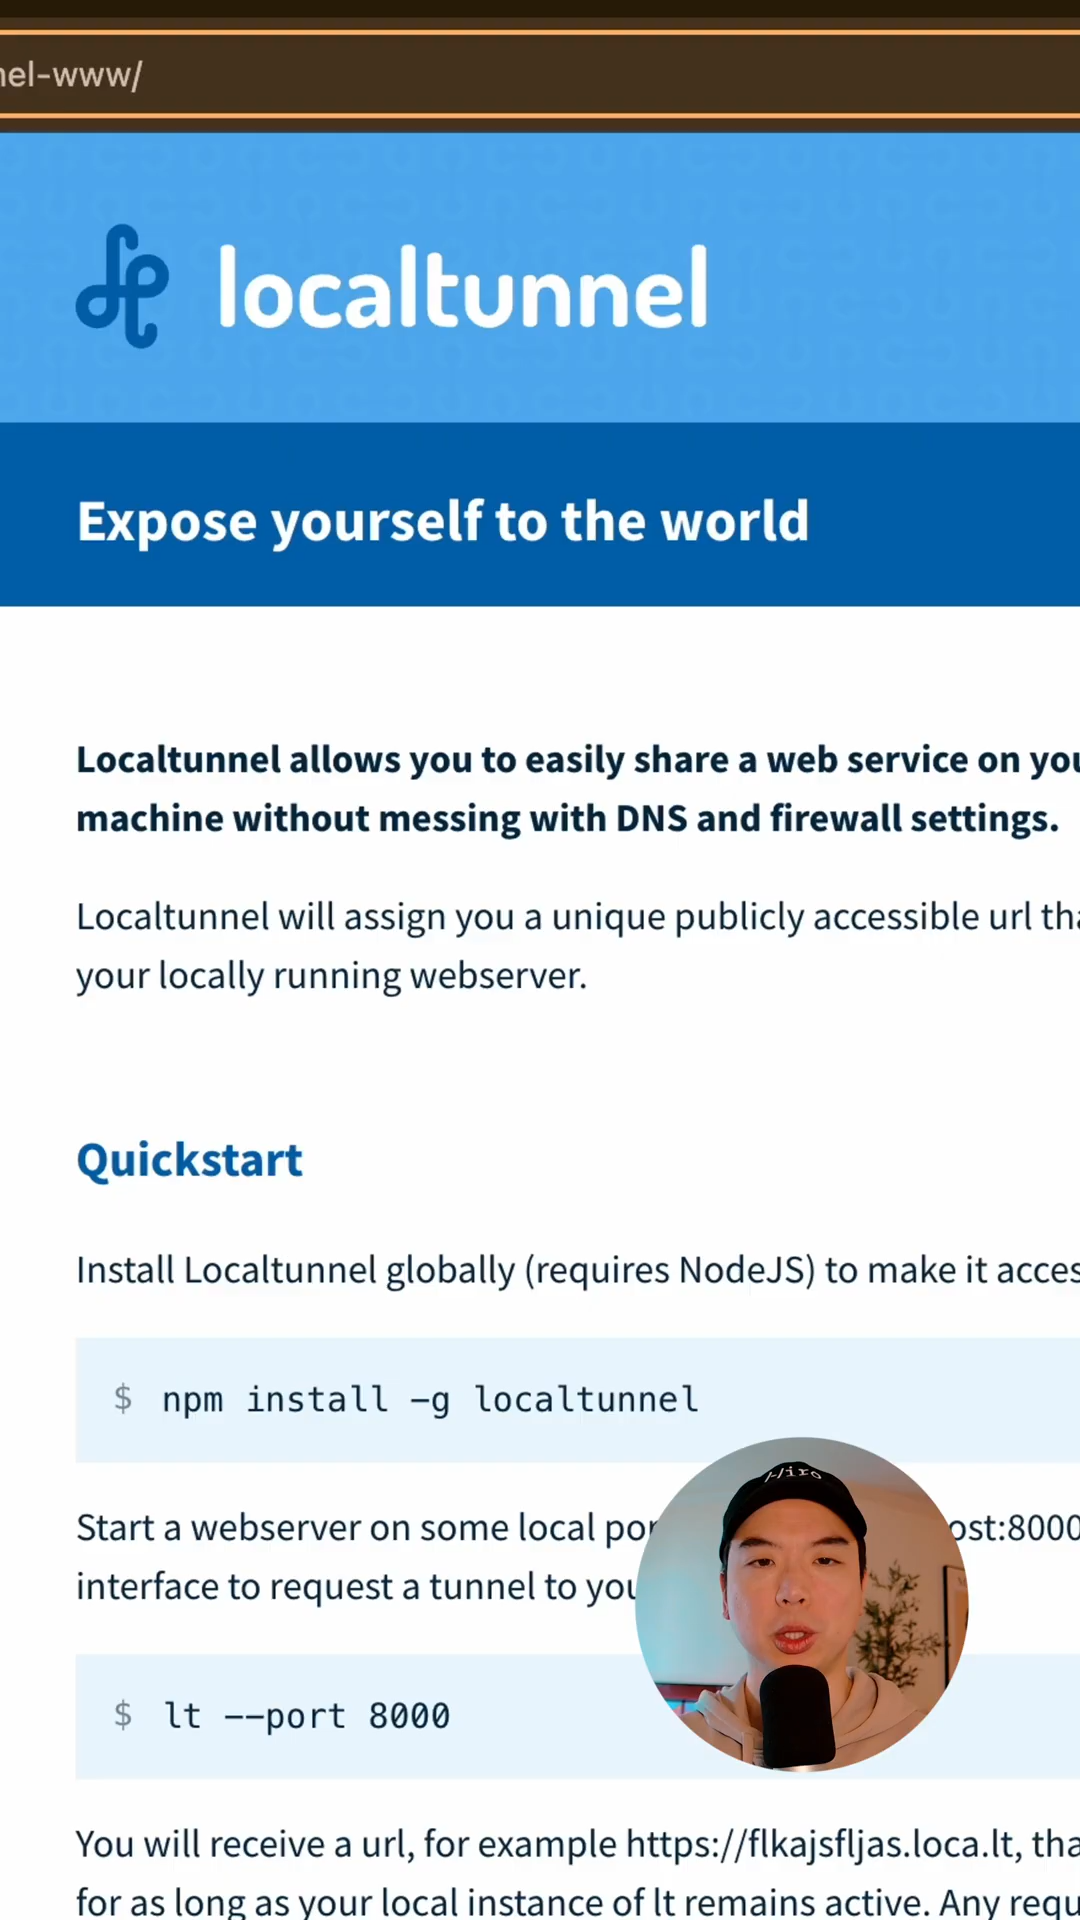 nel-www/
localtunnel
Expose yourself to the world
Localtunnel allows you to easily share a web service on you
machine without messing with DNS and firewall settings.
Localtunnel will assign you a unique publicly accessible url tha
your locally running webserver.
Quickstart
Install Localtunnel globally (requires NodeJS) to make it acces
$ npm install -g localtunnel
Hiro
Start a webserver on some local por ost:8000
interface to request a tunnel to you
$ lt --port 8000
You will receive a url, for example https://flkajsfljas.loca.lt, tha
for as long as your local instance of lt remains active. Any requ